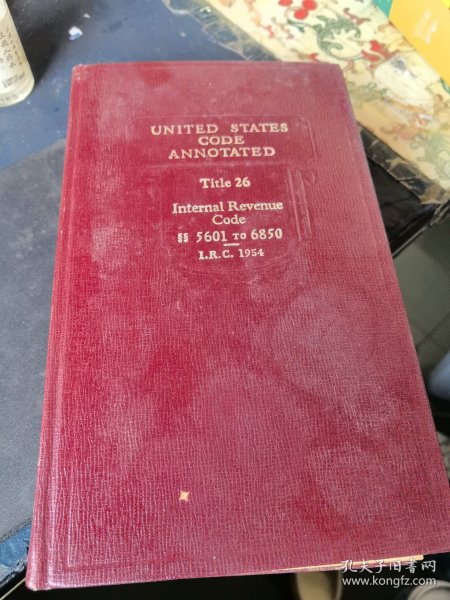 UNITED STATES
CODE
ANNOTATED
Title 26
Internal Revenue
Code
§§ 5601 TO 6850
I.R.C. 1954
孔夫子旧书网
www.kongfz.com